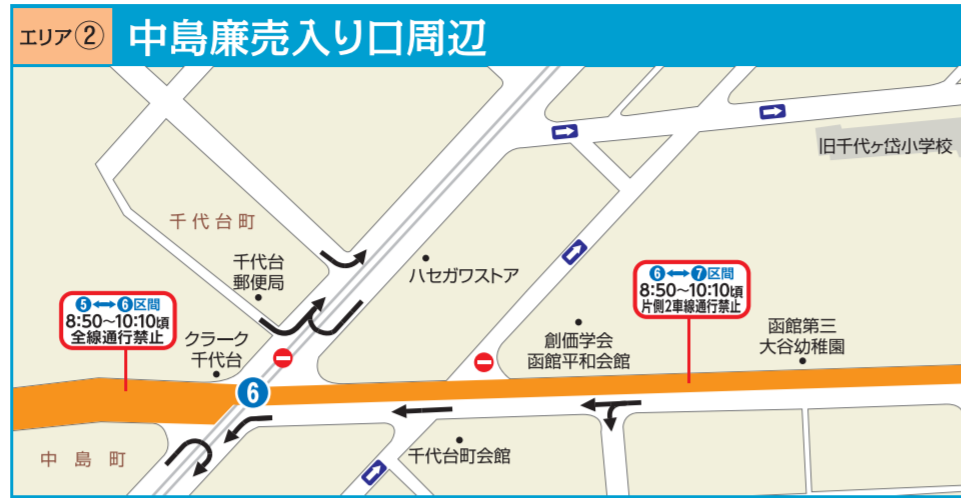 エリア② 中島廉売入り口周辺
旧千代ヶ岱小学校
千代台町
千代台
郵便局
ハセガワストア
❺⟷❻区間
8:50〜10:10頃
全線通行禁止
クラーク
千代台
❻⟷❼区間
8:50〜10:10頃
片側2車線通行禁止
創価学会
函館平和会館
函館第三
大谷幼稚園
❻
千代台町会館
中島町